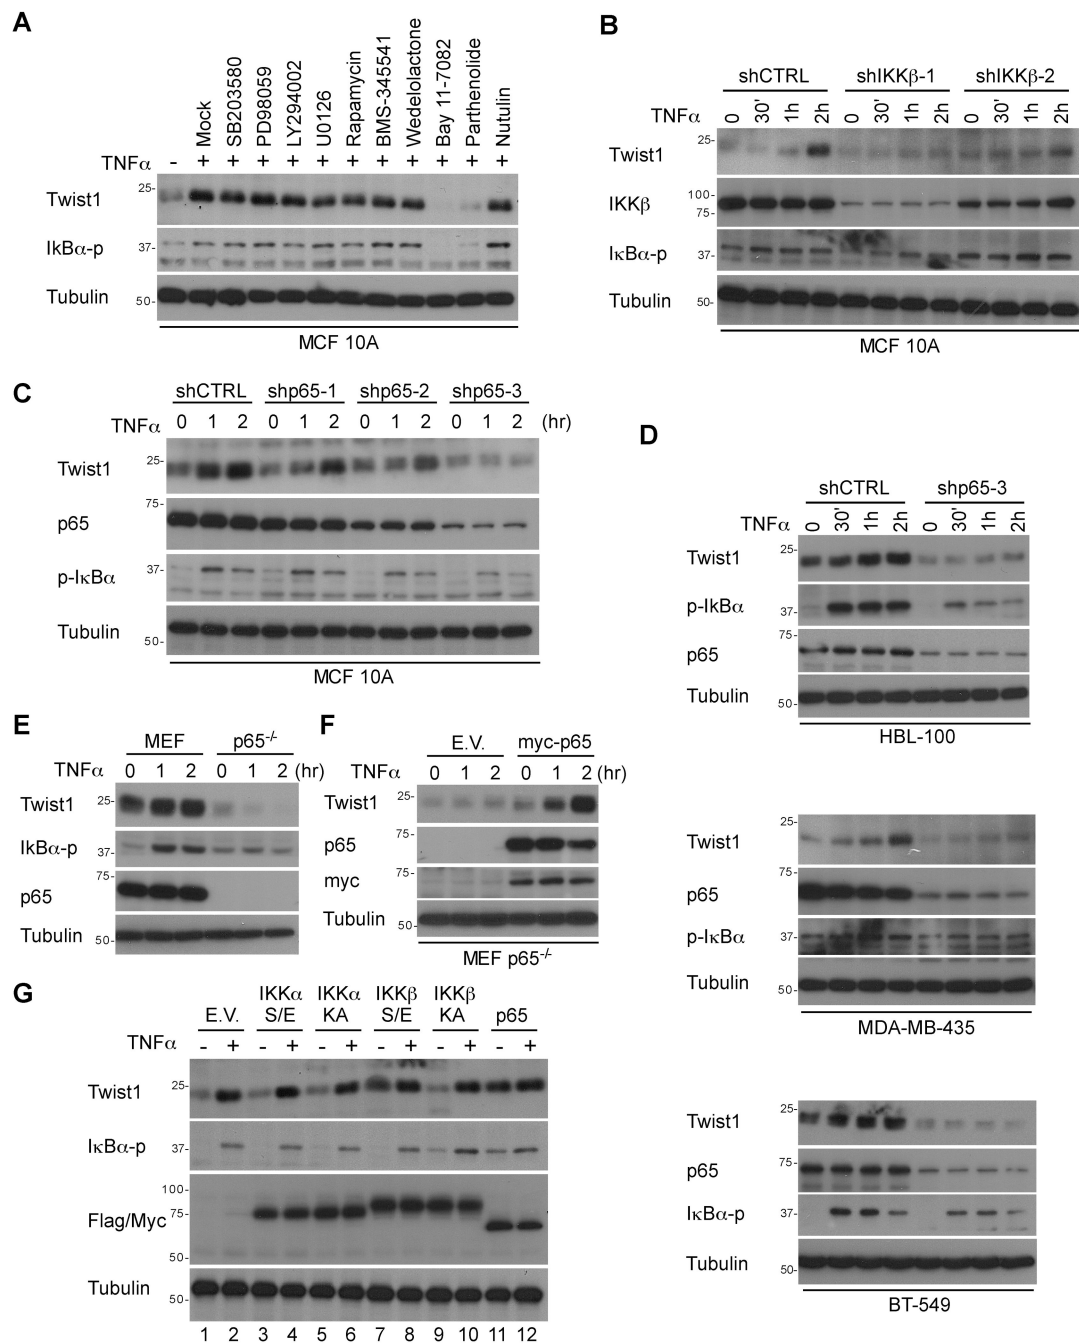 A
Mock
SB203580
PD98059
LY294002
U0126
Rapamycin
BMS-345541
Wedelolactone
Bay 11-7082
Parthenolide
Nutulin
TNFα - + + + + + + + + + + +
Twist1 25-
IkBα-p 37-
Tubulin 50-
MCF 10A
B
shCTRL shIKKβ-1 shIKKβ-2
TNFα 0 30' 1h 2h 0 30' 1h 2h 0 30' 1h 2h
Twist1 25-
IKKβ 100- 75-
IκBα-p 37-
Tubulin 50-
MCF 10A
C
shCTRL shp65-1 shp65-2 shp65-3
TNFα 0 1 2 0 1 2 0 1 2 0 1 2 (hr)
Twist1 25-
75-
p65
p-IκBα 37-
Tubulin 50-
MCF 10A
D
shCTRL shp65-3
TNFα 0 30' 1h 2h 0 30' 1h 2h
Twist1 25-
p-IkBα 37-
75-
p65
Tubulin 50-
HBL-100
25-
Twist1
75-
p65
p-IκBα 37-
Tubulin 50-
MDA-MB-435
25-
Twist1
p65 75-
IκBα-p 37-
Tubulin 50-
BT-549
E
MEF p65-/-
TNFα 0 1 2 0 1 2 (hr)
Twist1 25-
IkBα-p 37-
75-
p65
Tubulin 50-
F
E.V. myc-p65
TNFα 0 1 2 0 1 2 (hr)
Twist1 25-
75-
p65
myc 75-
Tubulin 50-
MEF p65-/-
G
E.V. IKKα S/E IKKα KA IKKβ S/E IKKβ KA p65
TNFα - + - + - + - + - + - +
Twist1 25-
IκBα-p 37-
100-
Flag/Myc 75-
50-
Tubulin 50-
1 2 3 4 5 6 7 8 9 10 11 12